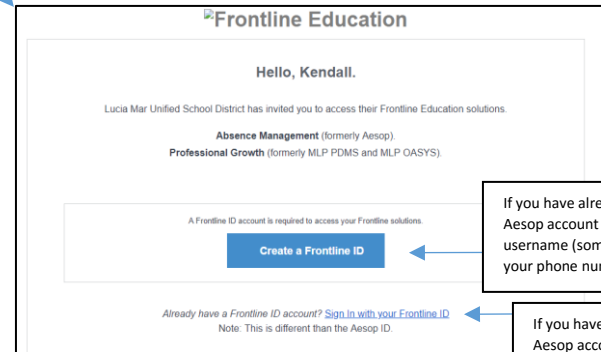 Frontline Education
Hello, Kendall.
Lucia Mar Unified School District has invited you to access their Frontline Education solutions.
Absence Management (formerly Aesop).
Professional Growth (formerly MLP PDMS and MLP OASYS).
A Frontline ID account is required to access your Frontline solutions.
Create a Frontline ID
If you have alre
Aesop account
username (som
your phone nu
Already have a Frontline ID account? Sign In with your Frontline ID
Note: This is different than the Aesop ID.
If you have
Aesop acco